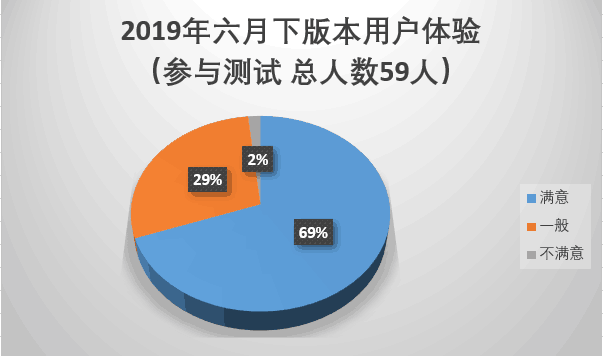 2019年六月下版本用户体验
（参与测试 总人数59人）
2%
29%
69%
满意
一般
不满意